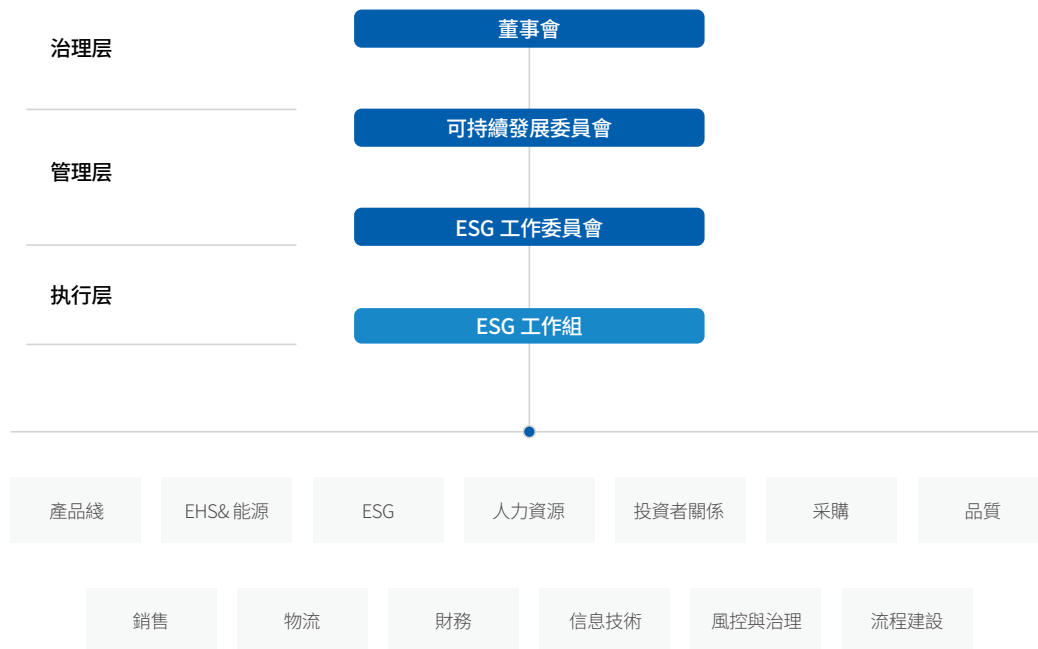 治理层
董事會
可持續發展委員會
管理层
ESG 工作委員會
执行层
ESG 工作組
產品綫
EHS& 能源
ESG
人力資源
投資者關係
采購
品質
銷售
物流
財務
信息技術
風控與治理
流程建設